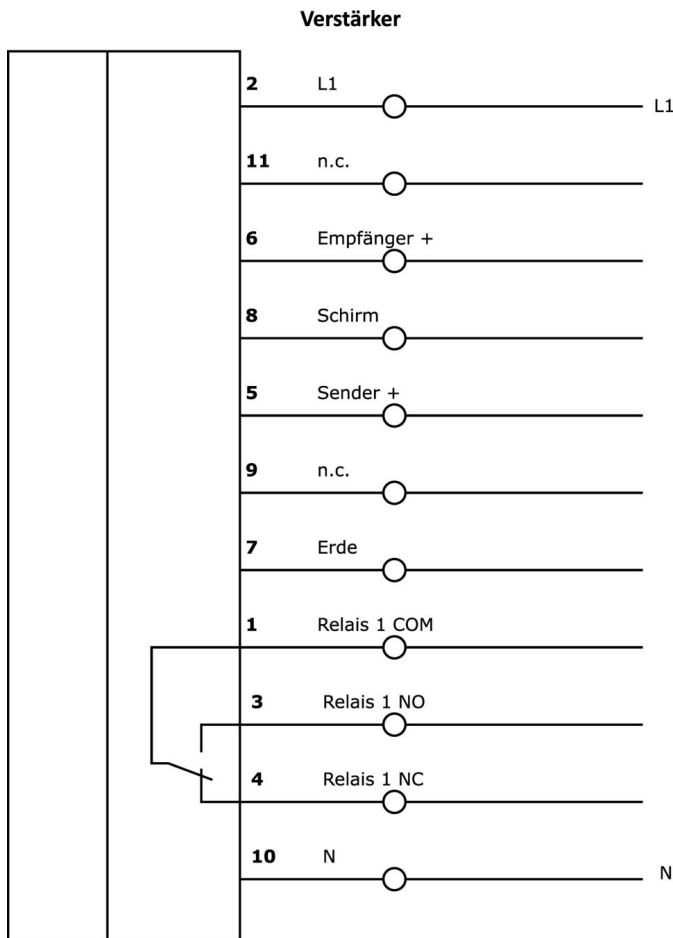 Verstärker
2 L1
L1
11 n.c.
6 Empfänger +
8 Schirm
5 Sender +
9 n.c.
7 Erde
1 Relais 1 COM
3 Relais 1 NO
4 Relais 1 NC
10 N
N